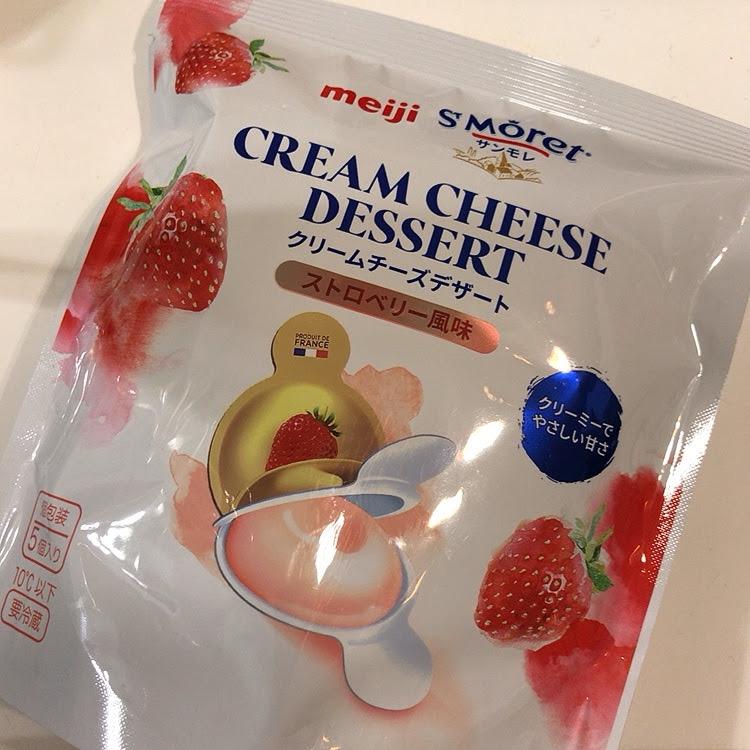 meiji
St Môret
サンモレ
CREAM CHEESE
DESSERT
クリームチーズデザート
ストロベリー風味
PRODUIT DE
FRANCE
クリーミーで
やさしい甘さ
個包装
5個入り
10℃以下
要冷蔵